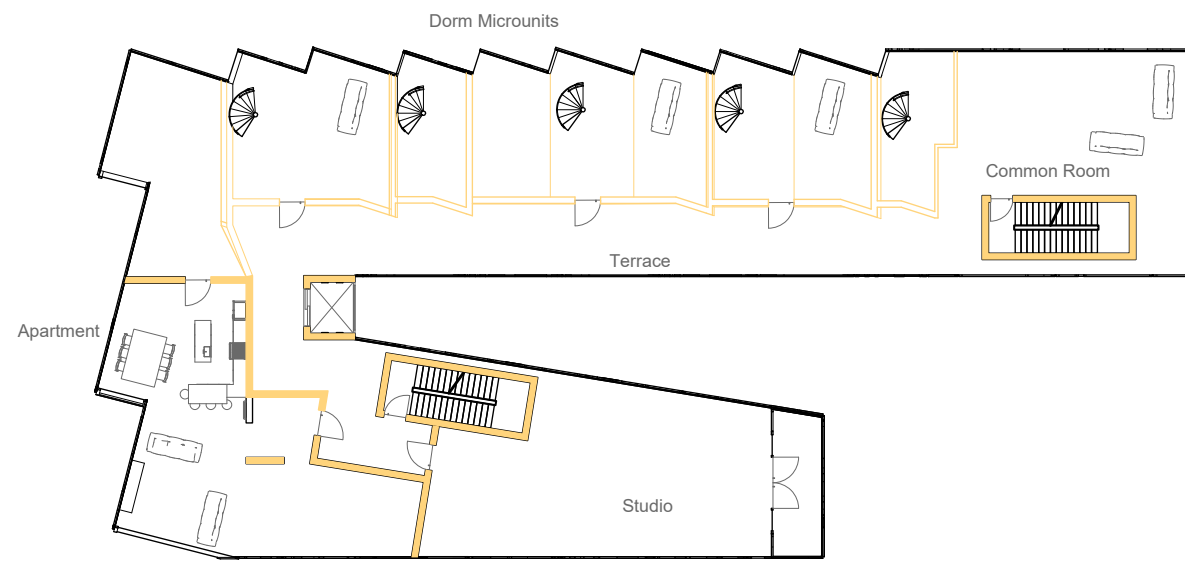 Dorm Microunits
Common Room
Terrace
Apartment
Studio